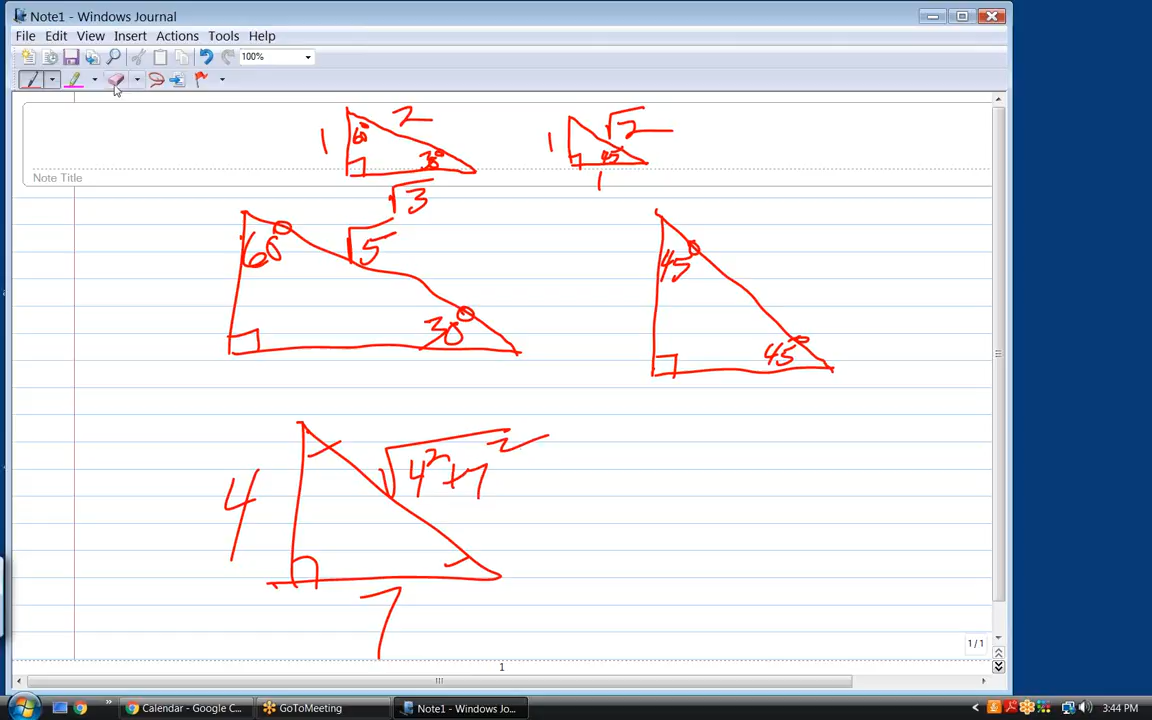 Note1 - Windows Journal
File Edit View Insert Actions Tools Help
100%
1 60° 2 30° √3
1 √2 45° 1
Note Title
60° √5 30°
45° 45°
4 √4²+7² 7
1 / 1
1
Calendar - Google C...
GoToMeeting
Note1 - Windows Jo...
3:44 PM